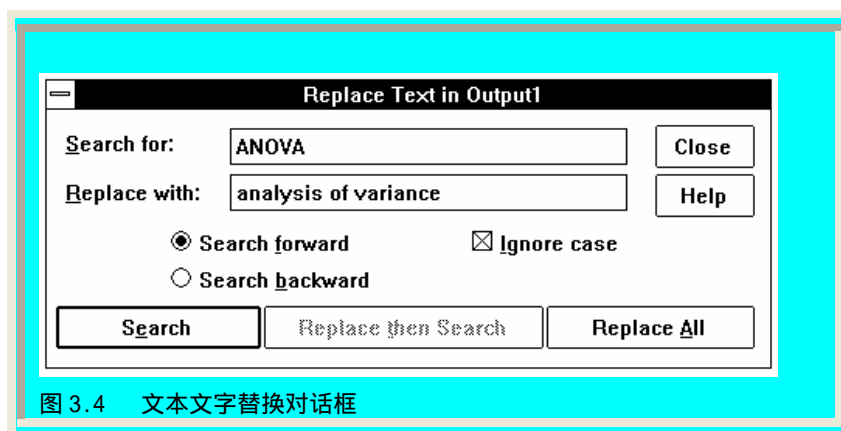 Replace Text in Output1
Search for: ANOVA Close
Replace with: analysis of variance Help
Search forward Ignore case
Search backward
Search Replace then Search Replace All
图 3.4 文本文字替换对话框